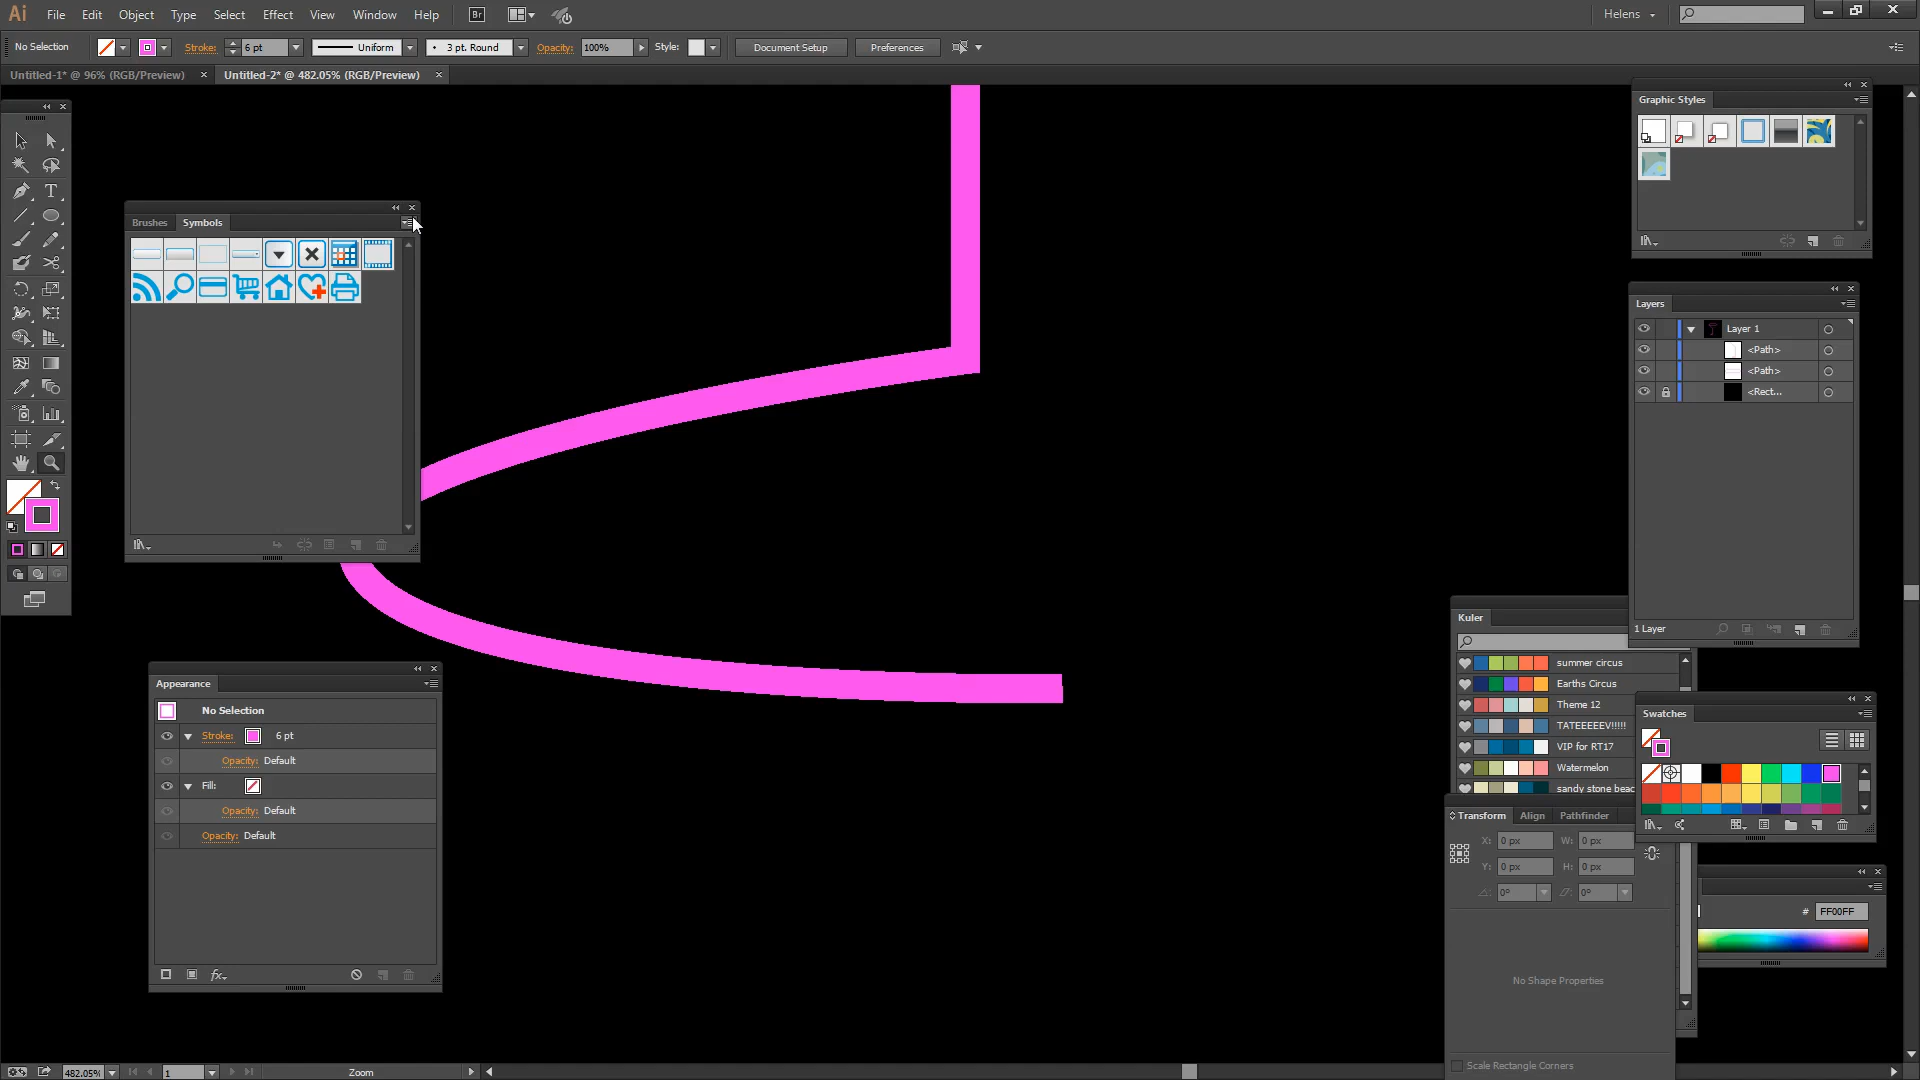 Ai File Edit Object Type Select Effect View Window Help Br Helens
No Selection Stroke: 6 pt Uniform 3 pt. Round Opacity: 100% Style: Document Setup Preferences
Untitled-1* @ 96% (RGB/Preview) Untitled-2* @ 482.05% (RGB/Preview)
Graphic Styles
Brushes Symbols
Layers
Layer 1
<Path>
<Path>
<Rect...
1 Layer
Kuler
summer circus
Earths Circus
Theme 12
TATEEEEEV!!!!!
VIP for RT17
Watermelon
sandy stone beac
Appearance
No Selection
Stroke: 6 pt
Opacity: Default
Fill:
Opacity: Default
Opacity: Default
fx
Swatches
Transform Align Pathfinder
X: 0 px W: 0 px
Y: 0 px H: 0 px
0° 0°
# FF00FF
No Shape Properties
Scale Rectangle Corners
482.05% 1 Zoom